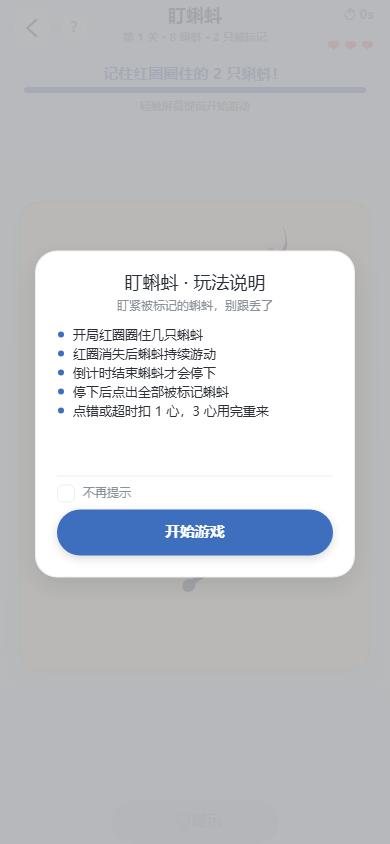 盯蝌蚪
? 
0s
第 1 关 · 8 蝌蚪 · 2 只被标记
记住红圈圈住的 2 只蝌蚪！
轻触屏幕提前开始游动
盯蝌蚪 · 玩法说明
盯紧被标记的蝌蚪，别跟丢了
开局红圈圈住几只蝌蚪
红圈消失后蝌蚪持续游动
倒计时结束蝌蚪才会停下
停下后点出全部被标记蝌蚪
点错或超时扣 1 心，3 心用完重来
不再提示
开始游戏
提示